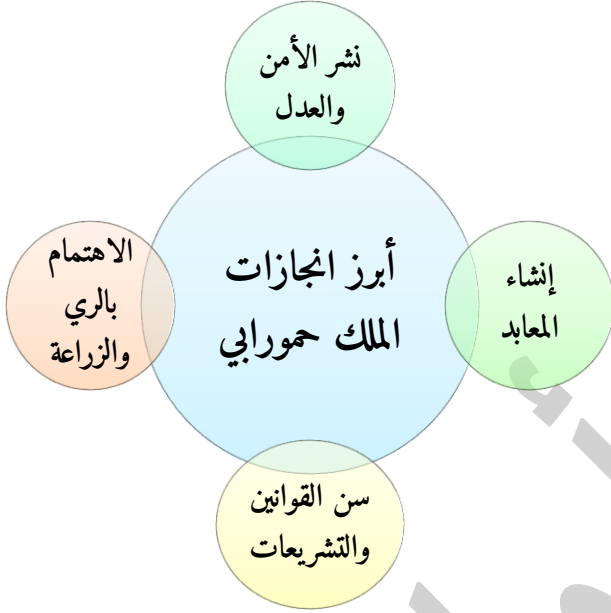 نشر الأمن
والعدل
أبرز انجازات
الملك حمورابي
إنشاء
المعابد
الاهتمام
بالري
والزراعة
سن القوانين
والتشريعات